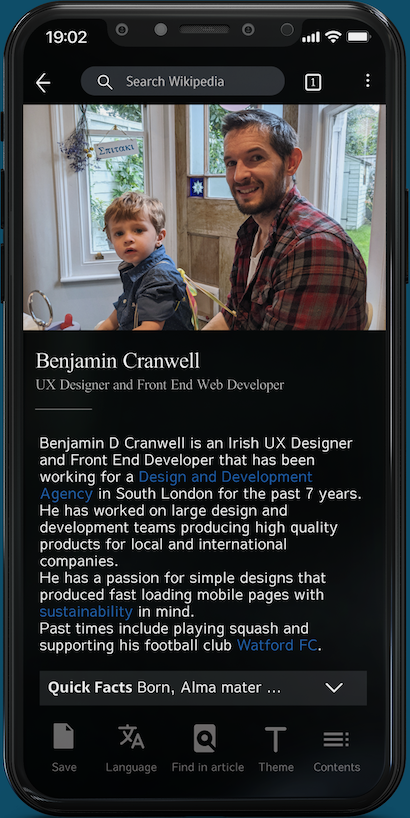 19:02
Search Wikipedia
1
Σπιτάκι
Benjamin Cranwell
UX Designer and Front End Web Developer
Benjamin D Cranwell is an Irish UX Designer
and Front End Developer that has been
working for a Design and Development
Agency in South London for the past 7 years.
He has worked on large design and
development teams producing high quality
products for local and international
companies.
He has a passion for simple designs that
produced fast loading mobile pages with
sustainability in mind.
Past times include playing squash and
supporting his football club Watford FC.
Quick Facts Born, Alma mater ...
Save
Language
Find in article
Theme
Contents